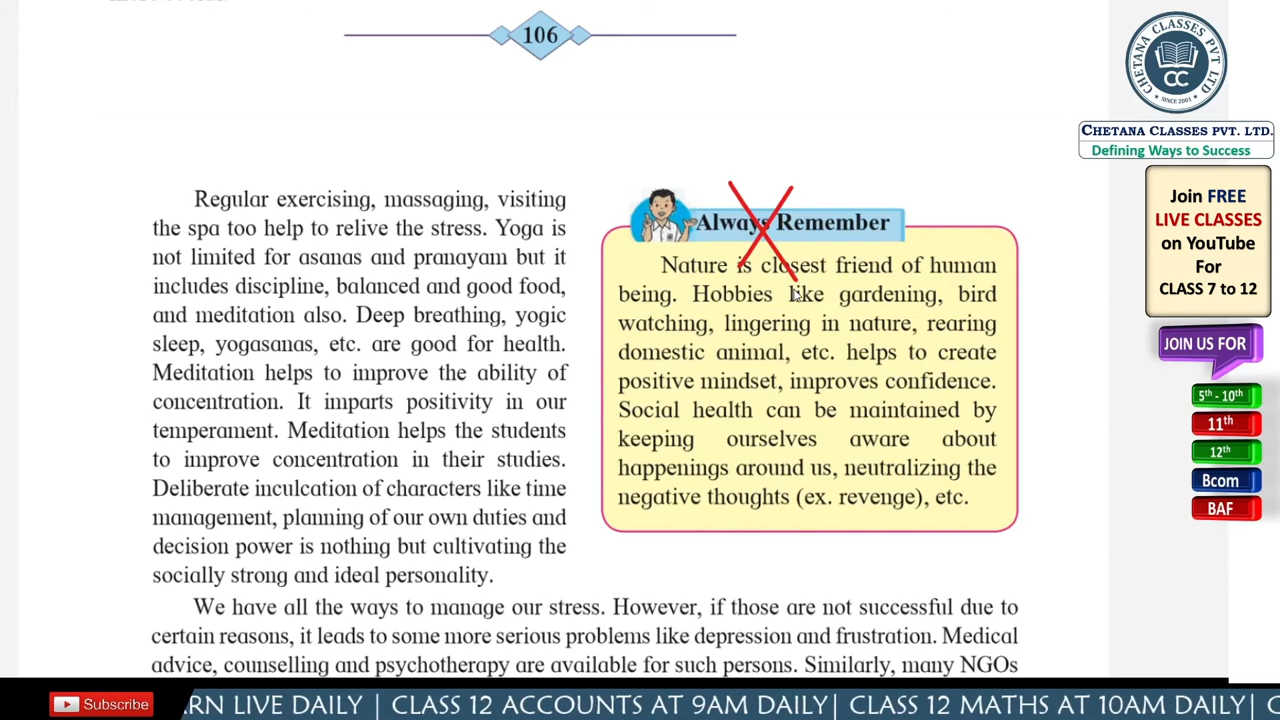 106
CHETANA CLASSES PVT LTD
CC
SINCE 2001
CHETANA CLASSES PVT. LTD.
Defining Ways to Success
Join FREE
LIVE CLASSES
on YouTube
For
CLASS 7 to 12
JOIN US FOR
5th - 10th
11th
12th
Bcom
BAF
Regular exercising, massaging, visiting
the spa too help to relive the stress. Yoga is
not limited for asanas and pranayam but it
includes discipline, balanced and good food,
and meditation also. Deep breathing, yogic
sleep, yogasanas, etc. are good for health.
Meditation helps to improve the ability of
concentration. It imparts positivity in our
temperament. Meditation helps the students
to improve concentration in their studies.
Deliberate inculcation of characters like time
management, planning of our own duties and
decision power is nothing but cultivating the
socially strong and ideal personality.
Always Remember
Nature is closest friend of human
being. Hobbies like gardening, bird
watching, lingering in nature, rearing
domestic animal, etc. helps to create
positive mindset, improves confidence.
Social health can be maintained by
keeping ourselves aware about
happenings around us, neutralizing the
negative thoughts (ex. revenge), etc.
We have all the ways to manage our stress. However, if those are not successful due to
certain reasons, it leads to some more serious problems like depression and frustration. Medical
advice, counselling and psychotherapy are available for such persons. Similarly, many NGOs
Subscribe
RN LIVE DAILY | CLASS 12 ACCOUNTS AT 9AM DAILY| CLASS 12 MATHS AT 10AM DAILY| C